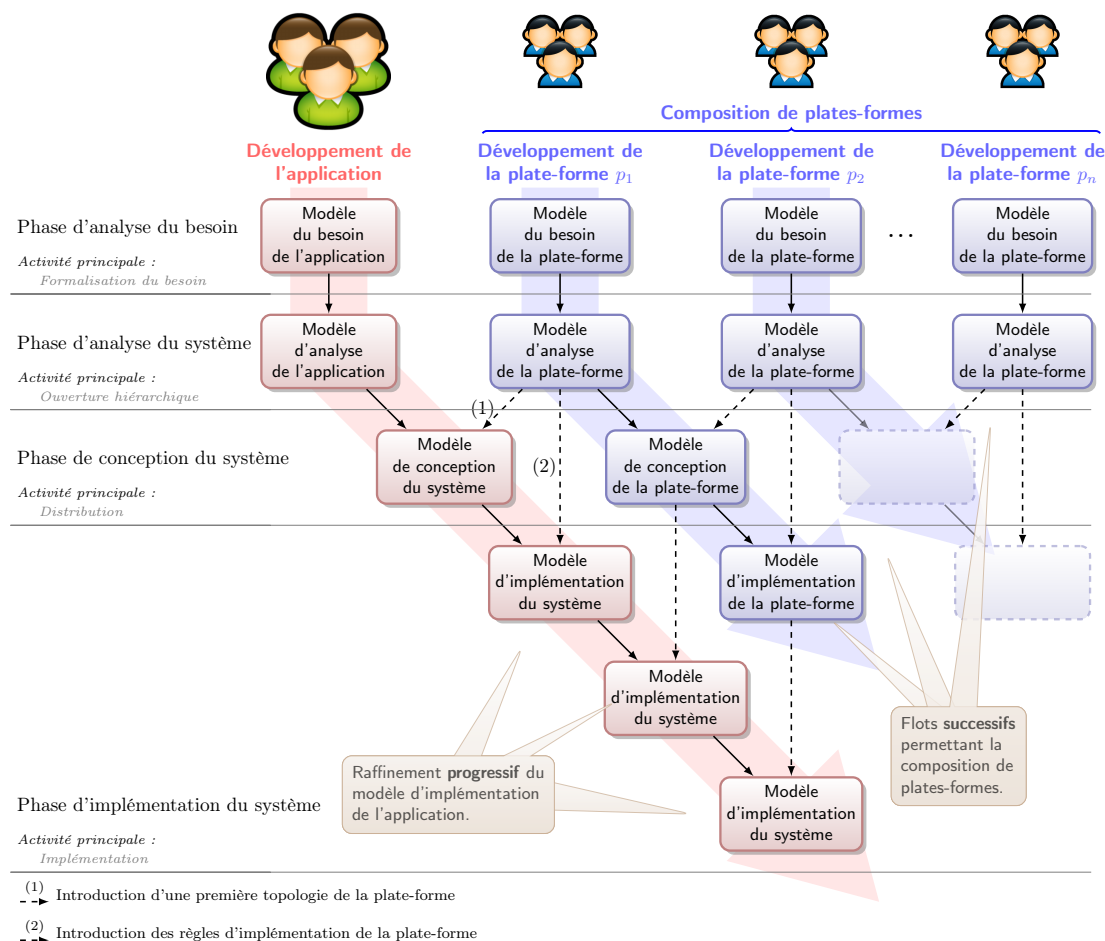 Composition de plates-formes
Développement de
l'application
Développement de
la plate-forme p1
Développement de
la plate-forme p2
Développement de
la plate-forme pn
Phase d'analyse du besoin
Activité principale :
Formalisation du besoin
Modèle
du besoin
de l'application
Modèle
du besoin
de la plate-forme
Modèle
du besoin
de la plate-forme
...
Modèle
du besoin
de la plate-forme
Phase d'analyse du système
Activité principale :
Ouverture hiérarchique
Modèle
d'analyse
de l'application
Modèle
d'analyse
de la plate-forme
Modèle
d'analyse
de la plate-forme
Modèle
d'analyse
de la plate-forme
(1)
Phase de conception du système
Activité principale :
Distribution
Modèle
de conception
du système
(2)
Modèle
de conception
de la plate-forme
Modèle
d'implémentation
du système
Modèle
d'implémentation
de la plate-forme
Modèle
d'implémentation
du système
Flots successifs
permettant la
composition de
plates-formes.
Raffinement progressif du
modèle d'implémentation
de l'application.
Phase d'implémentation du système
Activité principale :
Implémentation
Modèle
d'implémentation
du système
(1) Introduction d'une première topologie de la plate-forme
(2) Introduction des règles d'implémentation de la plate-forme